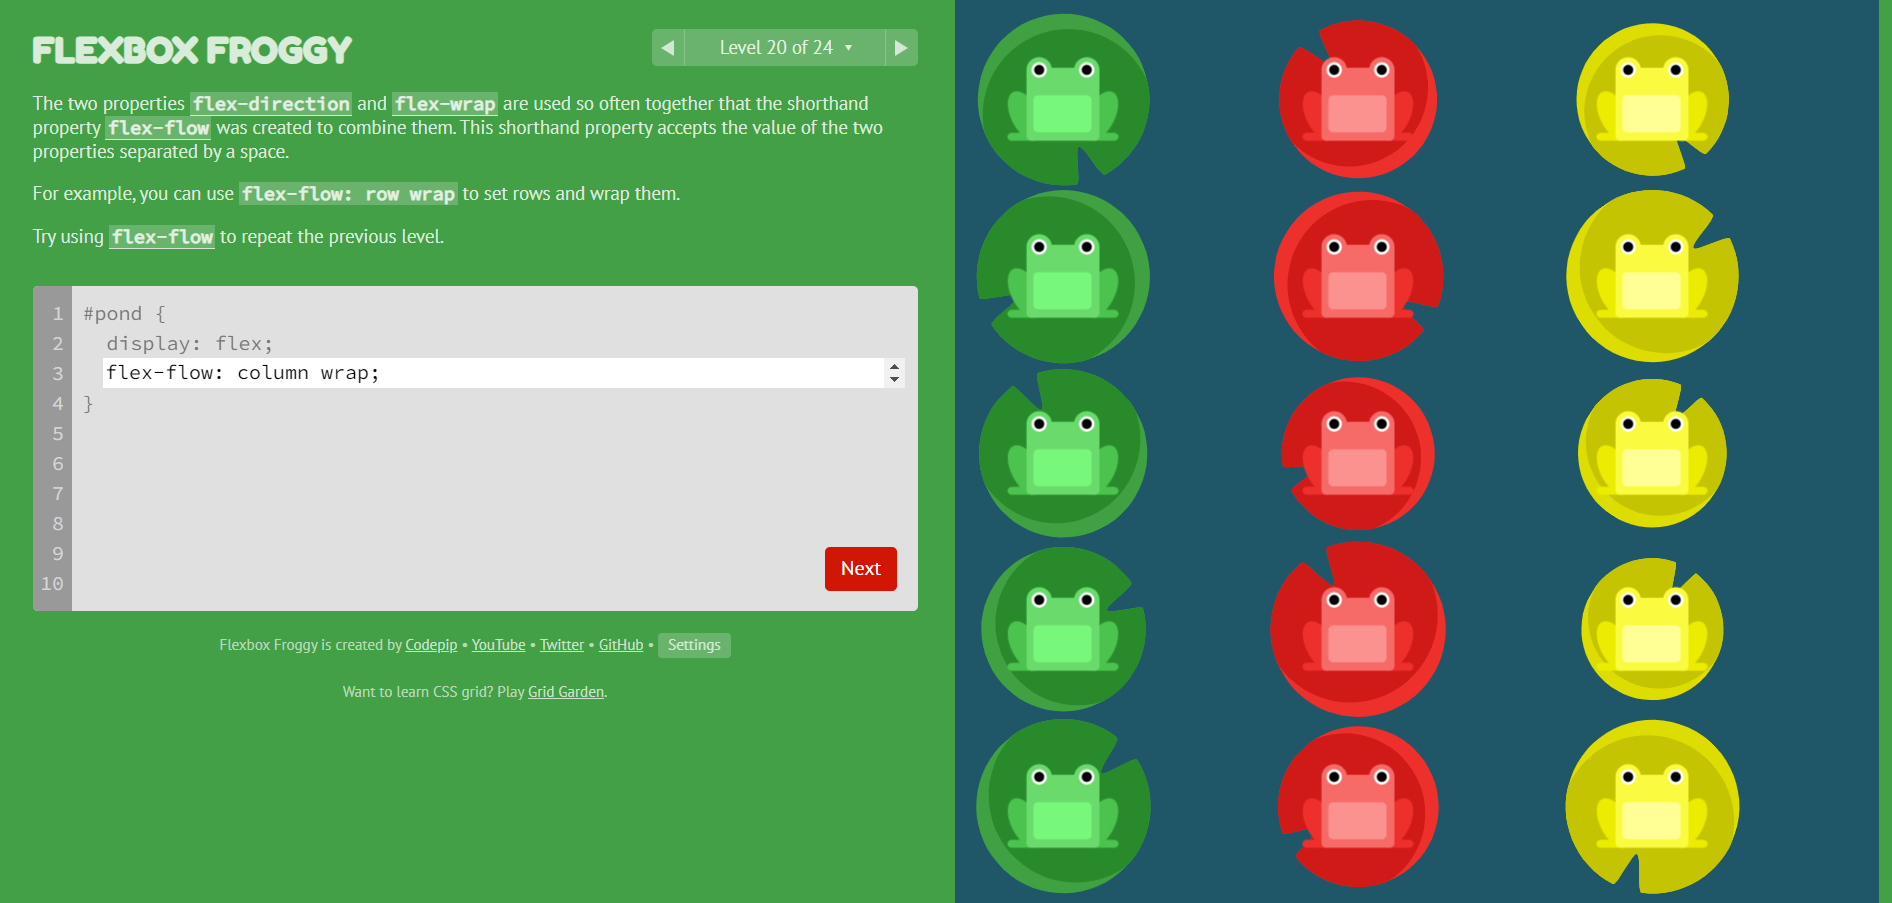 FLEXBOX FROGGY
◀ Level 20 of 24 ▼ ▶
The two properties flex-direction and flex-wrap are used so often together that the shorthand
property flex-flow was created to combine them. This shorthand property accepts the value of the two
properties separated by a space.
For example, you can use flex-flow: row wrap to set rows and wrap them.
Try using flex-flow to repeat the previous level.
1 #pond {
2 display: flex;
3 flex-flow: column wrap;
4 }
5
6
7
8
9
10
Next
Flexbox Froggy is created by Codepip • YouTube • Twitter • GitHub • Settings
Want to learn CSS grid? Play Grid Garden.